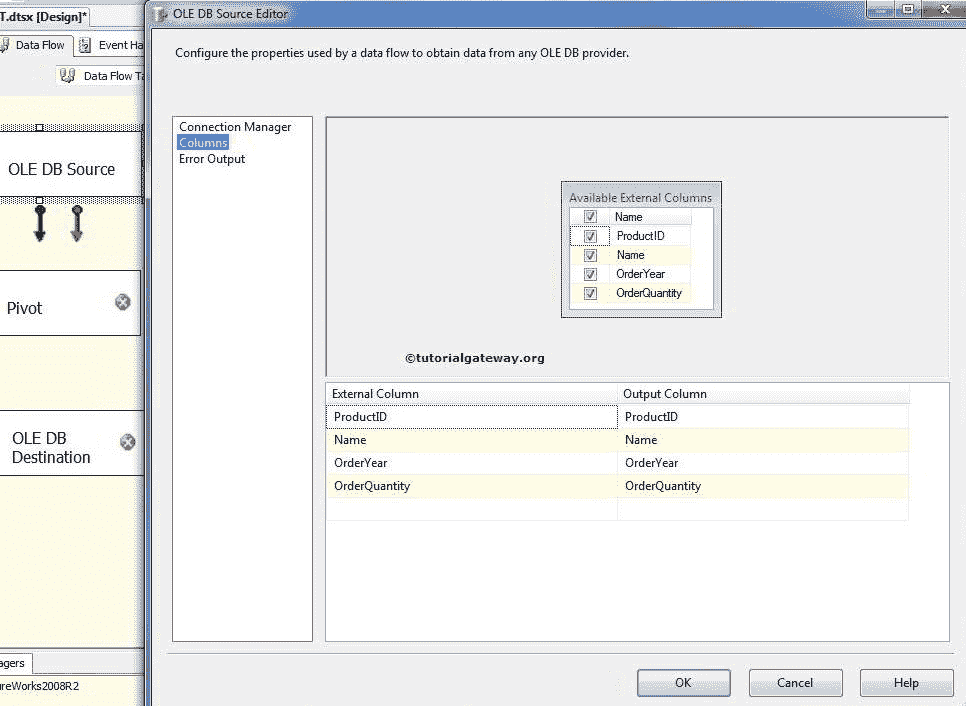 T.dtsx [Design]*
OLE DB Source Editor
Data Flow
Event Ha
Data Flow Ta
Configure the properties used by a data flow to obtain data from any OLE DB provider.
Connection Manager
Columns
Error Output
OLE DB Source
Pivot
OLE DB
Destination
Available External Columns
Name
ProductID
Name
OrderYear
OrderQuantity
©tutorialgateway.org
External Column Output Column
ProductID ProductID
Name Name
OrderYear OrderYear
OrderQuantity OrderQuantity
agers
reWorks2008R2
OK Cancel Help